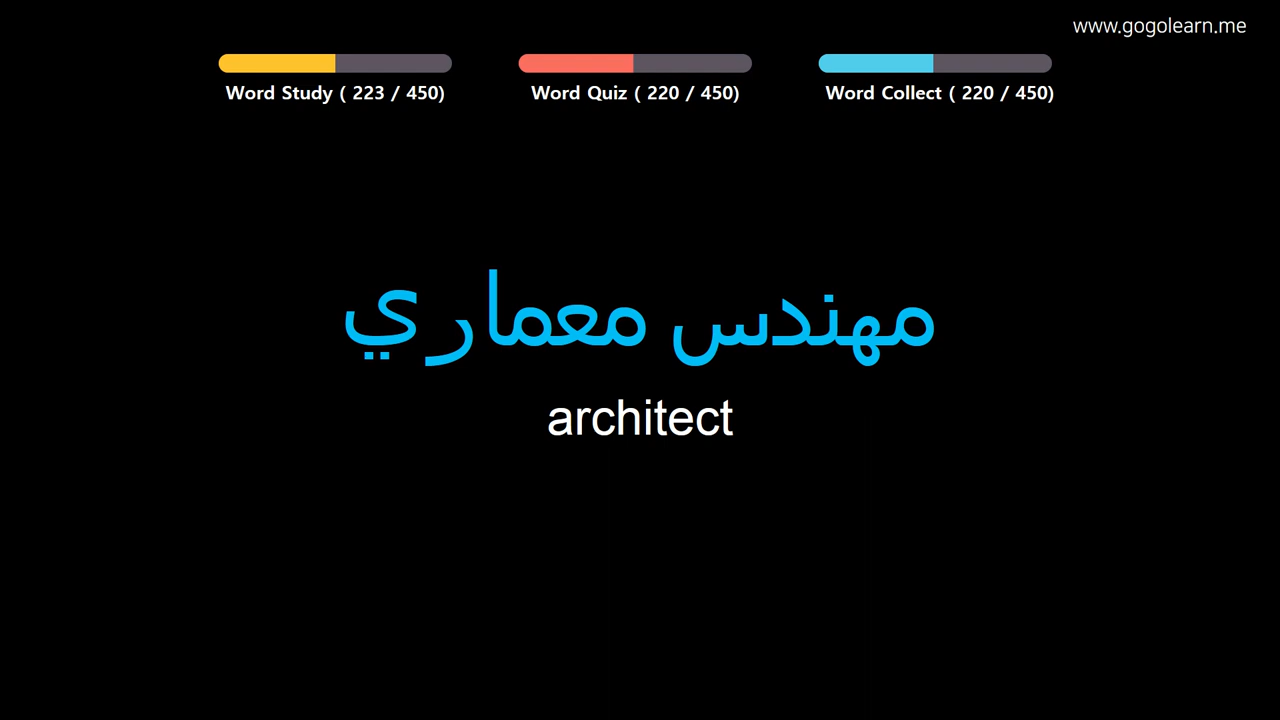 www.gogolearn.me
Word Study ( 223 / 450)
Word Quiz ( 220 / 450)
Word Collect ( 220 / 450)
مهندس معماري
architect